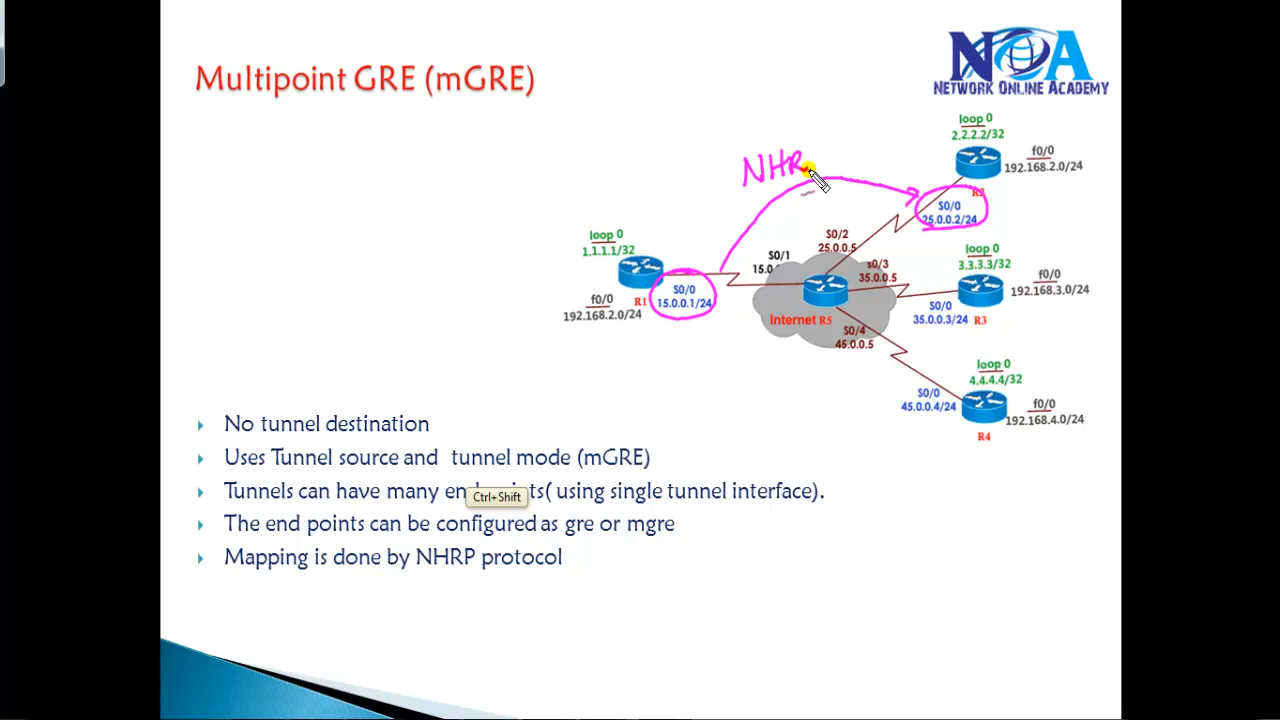 Multipoint GRE (mGRE)
NOA
NETWORK ONLINE ACADEMY
loop 0
2.2.2.2/32
f0/0
192.168.2.0/24
R2
S0/0
25.0.0.2/24
NHR
loop 0
1.1.1.1/32
S0/0
15.0.0.1/24
R1
f0/0
192.168.2.0/24
S0/1
15.0.
S0/2
25.0.0.5
s0/3
35.0.0.5
Internet R5
S0/4
45.0.0.5
loop 0
3.3.3.3/32
f0/0
192.168.3.0/24
S0/0
35.0.0.3/24
R3
loop 0
4.4.4.4/32
S0/0
45.0.0.4/24
f0/0
192.168.4.0/24
R4
No tunnel destination
Uses Tunnel source and tunnel mode (mGRE)
Tunnels can have many end points( using single tunnel interface).
Ctrl+Shift
The end points can be configured as gre or mgre
Mapping is done by NHRP protocol